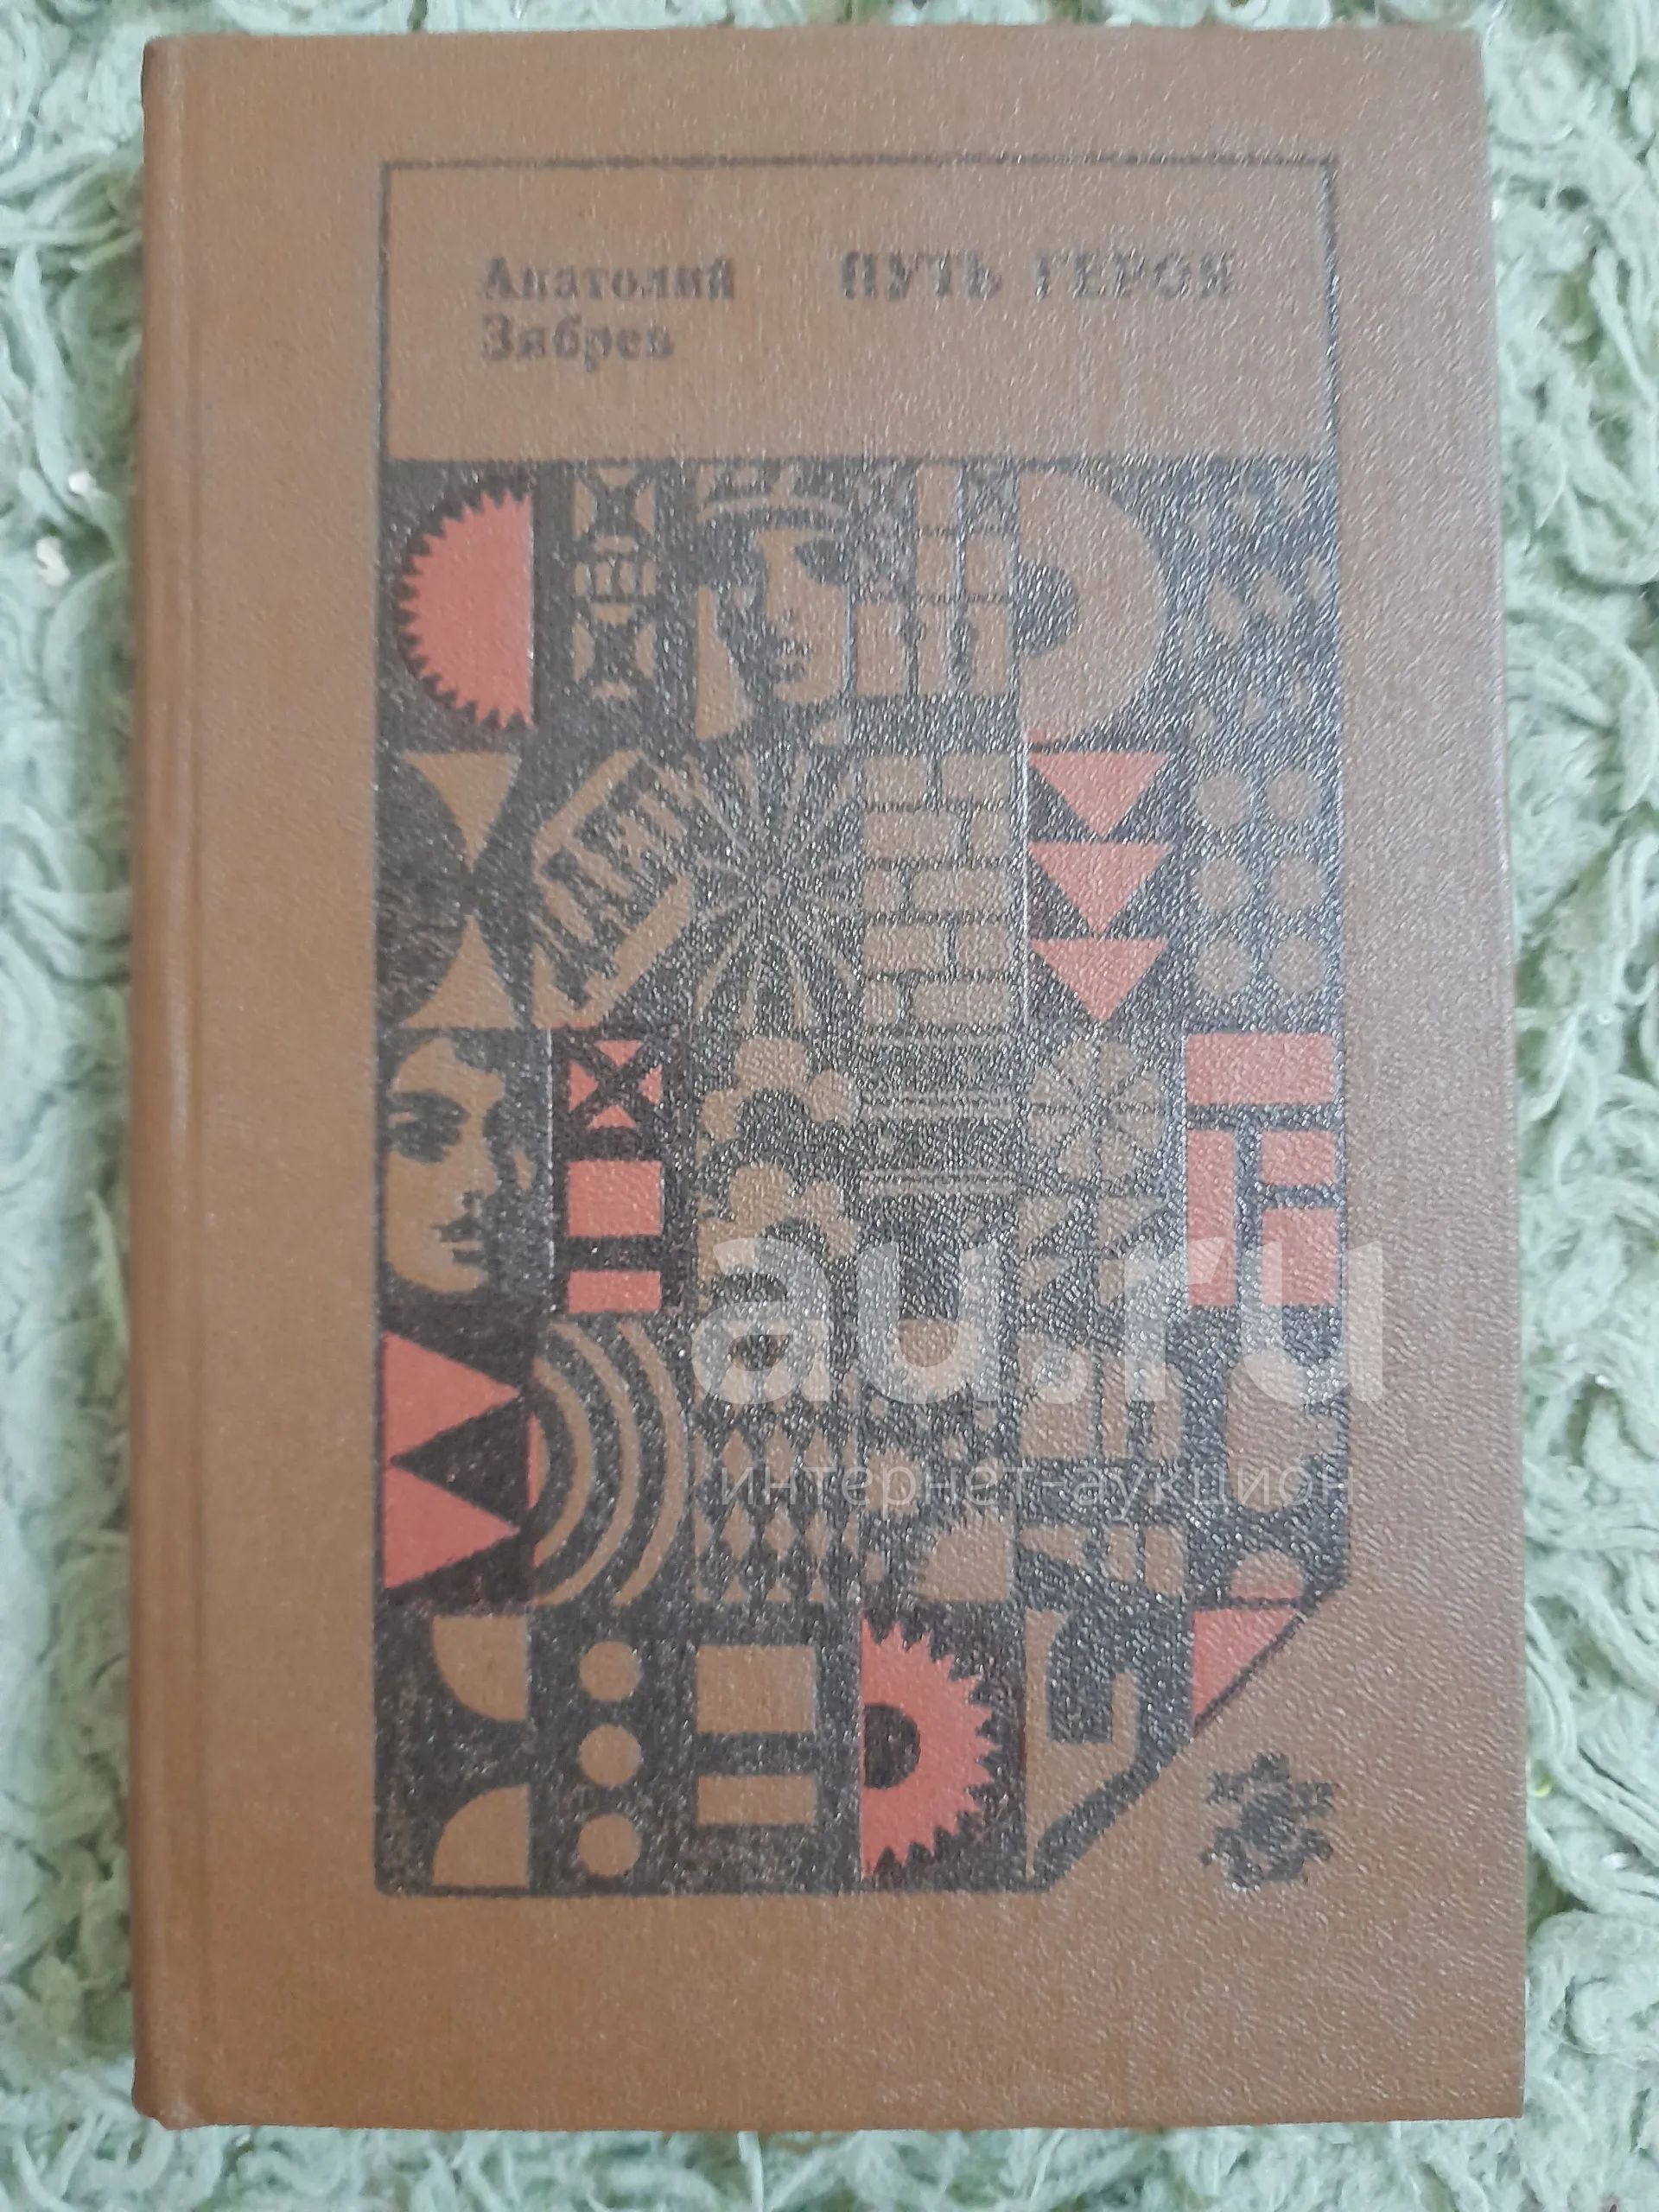 Анатолий ПУТЬ ГЕРОЯ
Зябрев
au.ru
интернет-аукцион